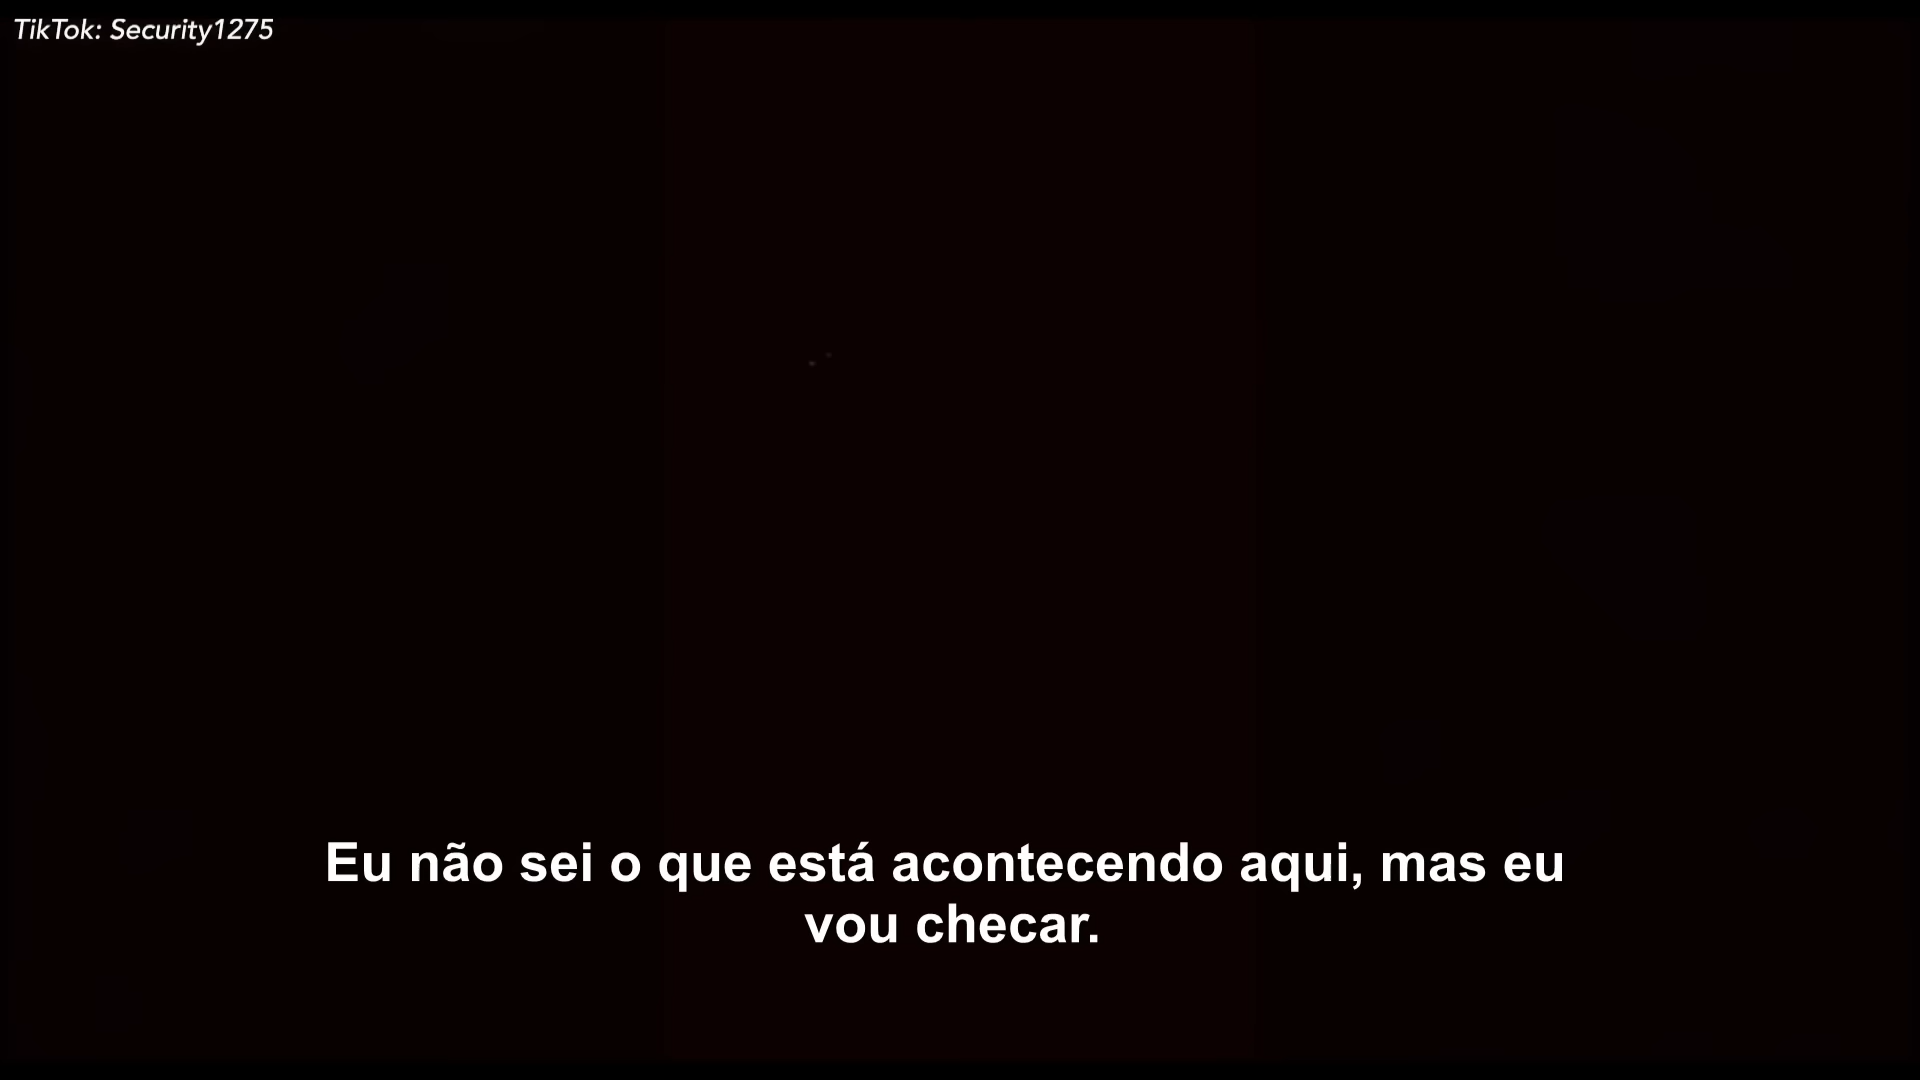 TikTok: Security1275
Eu não sei o que está acontecendo aqui, mas eu
vou checar.